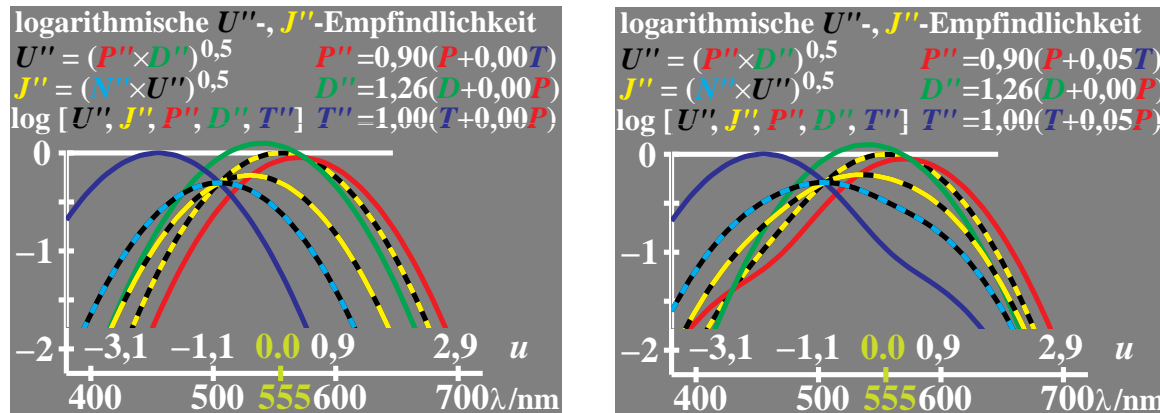 logarithmische U''-, J''-Empfindlichkeit
U'' = (P''×D'')^0,5 P''=0,90(P+0,00T)
J'' = (N''×U'')^0,5 D''=1,26(D+0,00P)
log [U'', J'', P'', D'', T''] T''=1,00(T+0,00P)
0
−1
−2
−3,1 −1,1 0.0 0,9 2,9 u
400 500 555 600 700 λ/nm
logarithmische U''-, J''-Empfindlichkeit
U'' = (P''×D'')^0,5 P''=0,90(P+0,05T)
J'' = (N''×U'')^0,5 D''=1,26(D+0,00P)
log [U'', J'', P'', D'', T''] T''=1,00(T+0,05P)
0
−1
−2
−3,1 −1,1 0.0 0,9 2,9 u
400 500 555 600 700 λ/nm